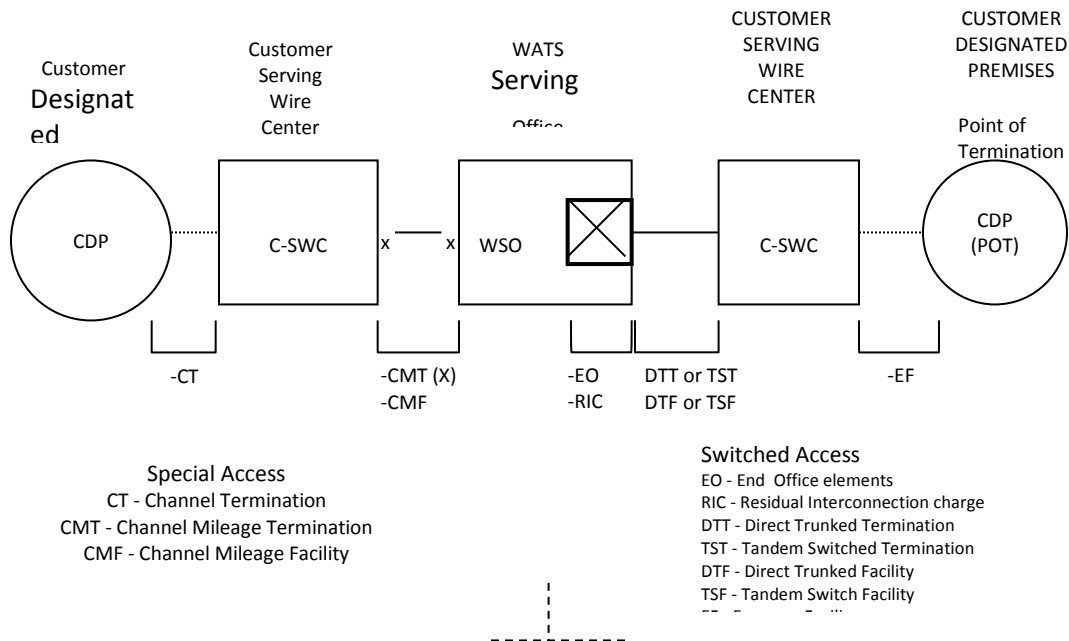 Customer
Designat
ed
Customer
Serving
Wire
Center
WATS
Serving
Office
CUSTOMER
SERVING
WIRE
CENTER
CUSTOMER
DESIGNATED
PREMISES
Point of
Termination
CDP
C-SWC
x
x
WSO
C-SWC
CDP
(POT)
-CT
-CMT (X)
-CMF
-EO
-RIC
DTT or TST
DTF or TSF
-EF
Special Access
CT - Channel Termination
CMT - Channel Mileage Termination
CMF - Channel Mileage Facility
Switched Access
EO - End Office elements
RIC - Residual Interconnection charge
DTT - Direct Trunked Termination
TST - Tandem Switched Termination
DTF - Direct Trunked Facility
TSF - Tandem Switch Facility